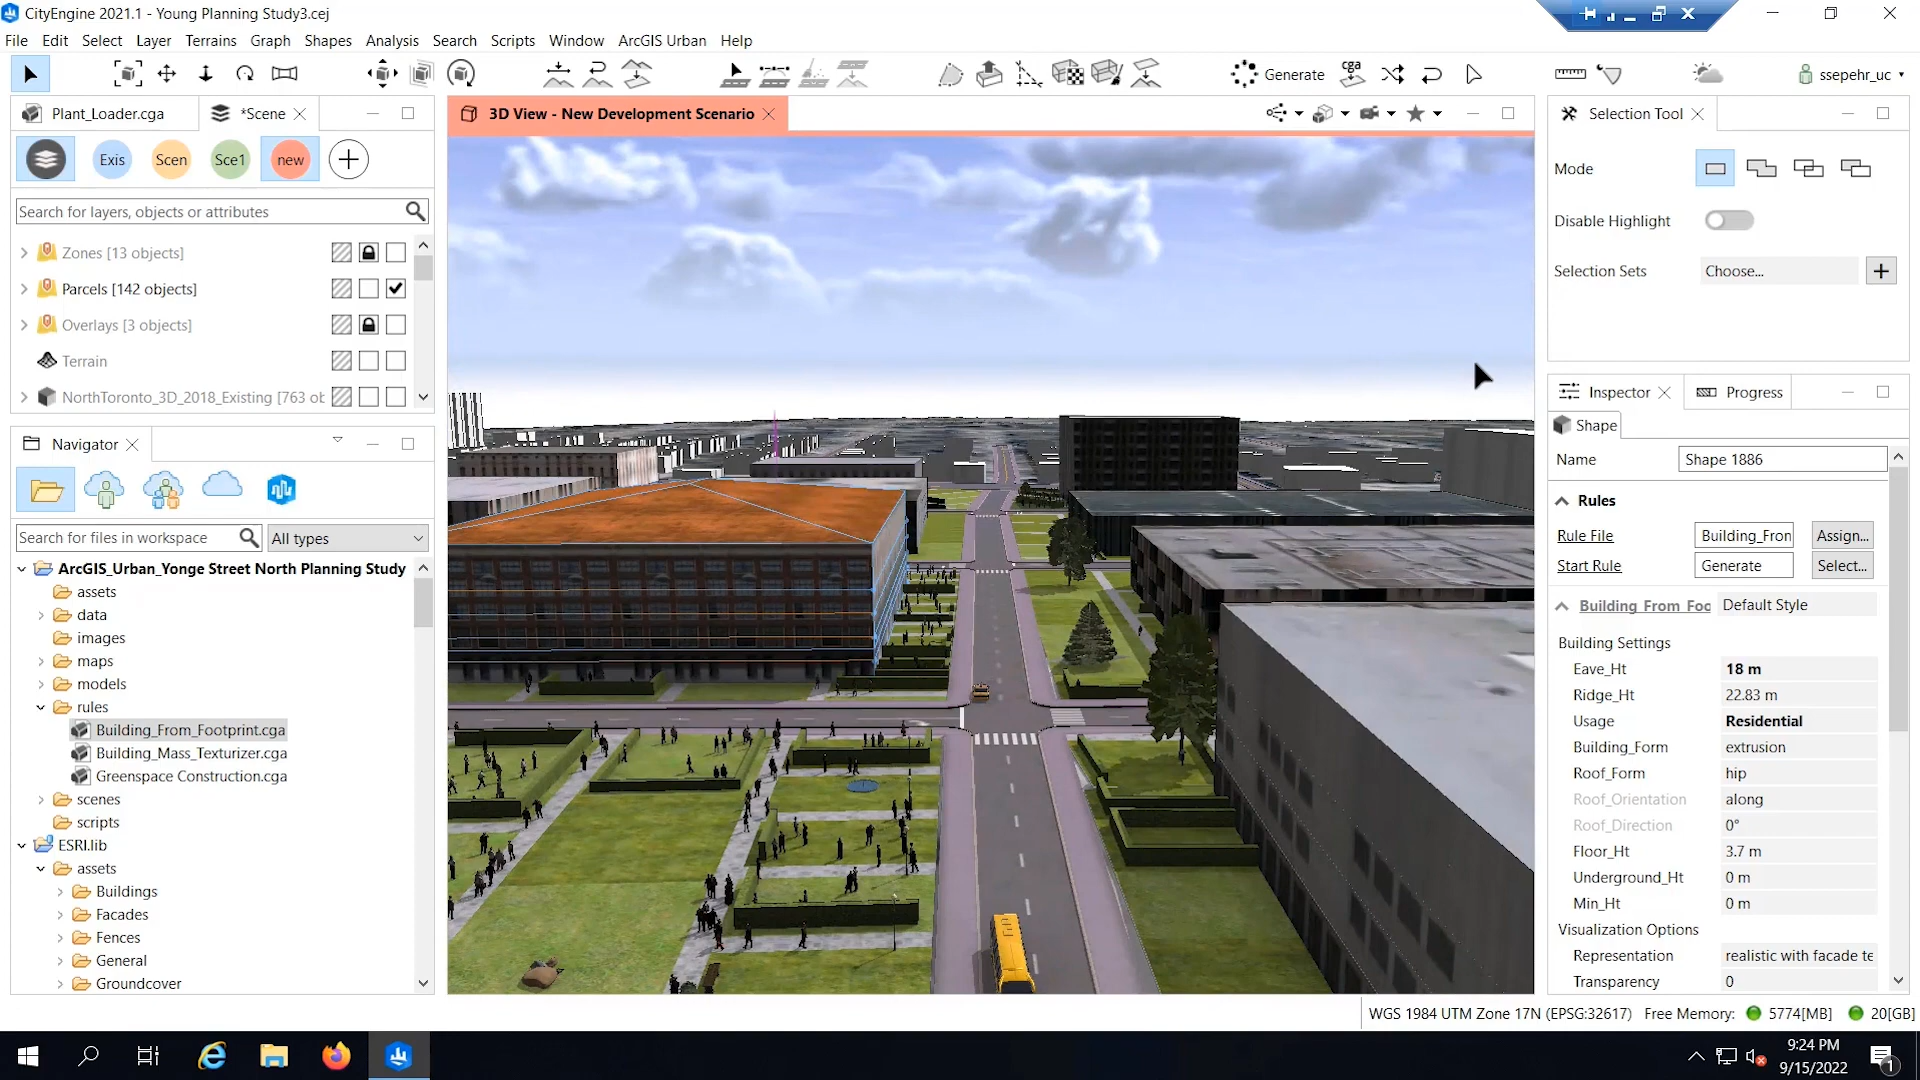 CityEngine 2021.1 - Young Planning Study3.cej
File Edit Select Layer Terrains Graph Shapes Analysis Search Scripts Window ArcGIS Urban Help
Generate
cga
ssepehr_uc
Plant_Loader.cga
*Scene
Exis
Scen
Sce1
new
Search for layers, objects or attributes
Zones [13 objects]
Parcels [142 objects]
Overlays [3 objects]
Terrain
NorthToronto_3D_2018_Existing [763 ob
Navigator
Search for files in workspace
All types
ArcGIS_Urban_Yonge Street North Planning Study
assets
data
images
maps
models
rules
Building_From_Footprint.cga
Building_Mass_Texturizer.cga
Greenspace Construction.cga
scenes
scripts
ESRI.lib
assets
Buildings
Facades
Fences
General
Groundcover
3D View - New Development Scenario
Selection Tool
Mode
Disable Highlight
Selection Sets
Choose...
Inspector
Progress
Shape
Name
Shape 1886
Rules
Rule File
Building_Fron
Assign...
Start Rule
Generate
Select...
Building_From_Foo
Default Style
Building Settings
Eave_Ht
18 m
Ridge_Ht
22.83 m
Usage
Residential
Building_Form
extrusion
Roof_Form
hip
Roof_Orientation
along
Roof_Direction
0°
Floor_Ht
3.7 m
Underground_Ht
0 m
Min_Ht
0 m
Visualization Options
Representation
realistic with facade te
Transparency
0
WGS 1984 UTM Zone 17N (EPSG:32617)
Free Memory:
5774[MB]
20[GB]
9:24 PM
9/15/2022
1